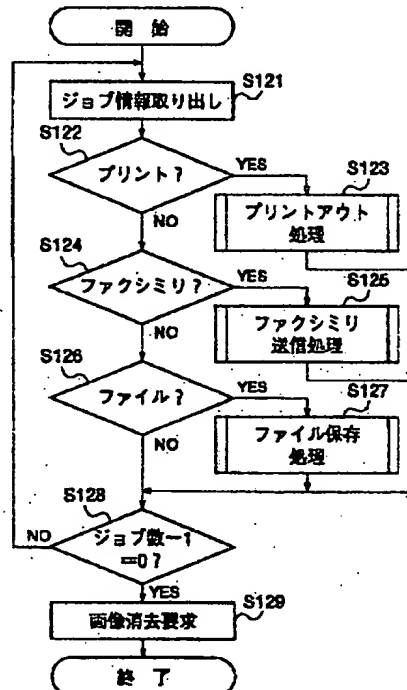 開 始
S121
ジョブ情報取り出し
S122
プリント?
YES
S123
プリントアウト
処理
NO
S124
ファクシミリ?
YES
S125
ファクシミリ
送信処理
NO
S126
ファイル?
YES
S127
ファイル保存
処理
NO
S128
NO
ジョブ数−1
=0?
YES
S129
画像消去要求
終 了